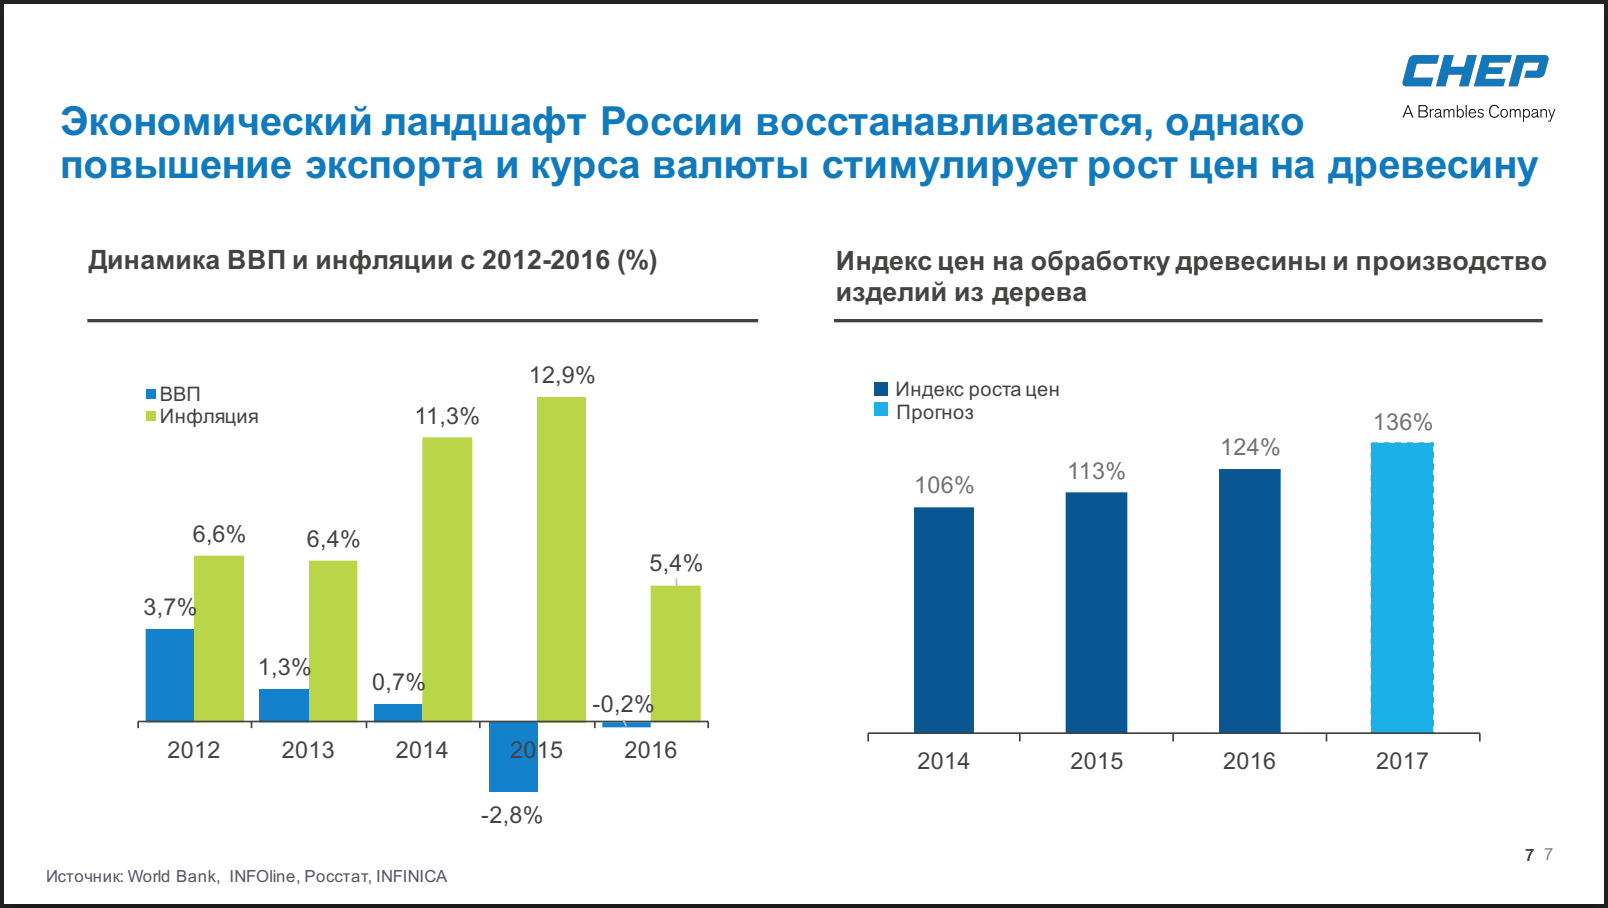 CHEP
A Brambles Company
Экономический ландшафт России восстанавливается, однако
повышение экспорта и курса валюты стимулирует рост цен на древесину
Динамика ВВП и инфляции с 2012-2016 (%)
ВВП
Инфляция
3,7%
6,6%
1,3%
6,4%
0,7%
11,3%
-2,8%
12,9%
-0,2%
5,4%
2012
2013
2014
2015
2016
Индекс цен на обработку древесины и производство
изделий из дерева
Индекс роста цен
Прогноз
106%
113%
124%
136%
2014
2015
2016
2017
Источник: World Bank, INFOline, Росстат, INFINICA
7 7